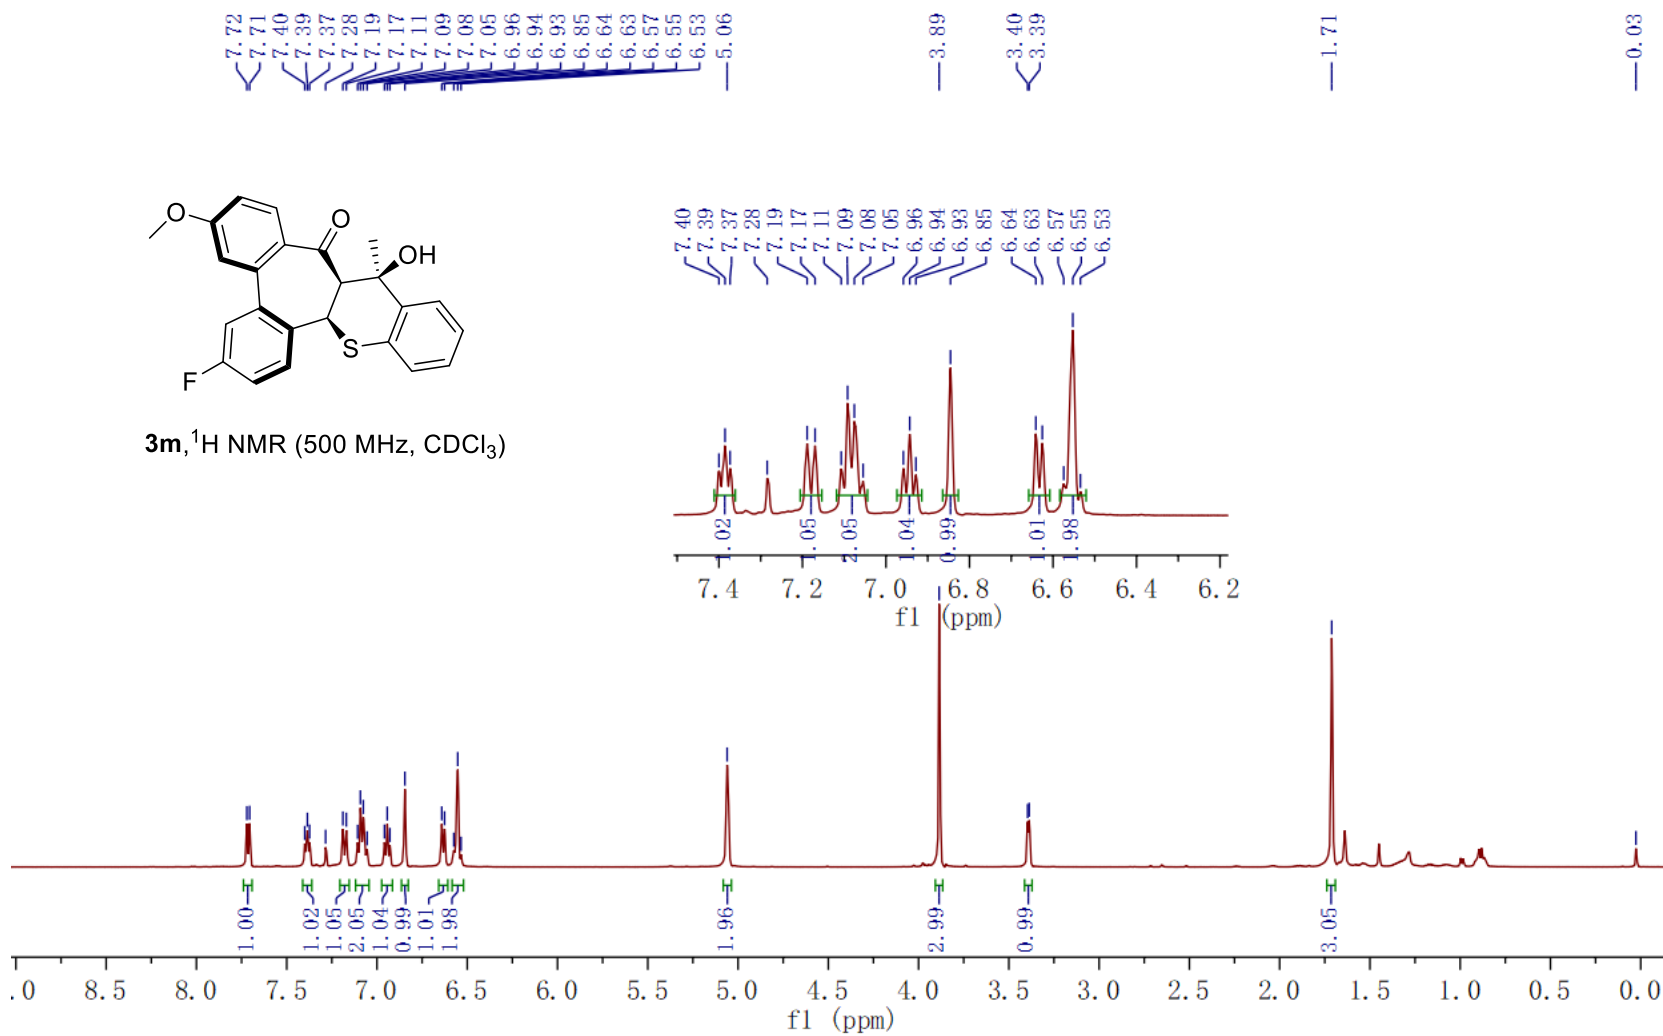 7.72 7.71 7.40 7.39 7.37 7.28 7.19 7.17 7.11 7.09 7.08 7.05 6.96 6.94 6.93 6.85 6.64 6.63 6.57 6.55 6.53 5.06 3.89 3.40 3.39 1.71 0.03
7.40 7.39 7.37 7.28 7.19 7.17 7.11 7.09 7.08 7.05 6.96 6.94 6.93 6.85 6.64 6.63 6.57 6.55 6.53
O
O
OH
S
F
3m,¹H NMR (500 MHz, CDCl₃)
1.02 1.05 2.05 1.04 0.99 1.01 1.98
7.4 7.2 7.0 6.8 6.6 6.4 6.2
f1 (ppm)
1.00 1.02 1.05 2.05 1.04 0.99 1.01 1.98 1.96 2.99 0.99 3.05
.0 8.5 8.0 7.5 7.0 6.5 6.0 5.5 5.0 4.5 4.0 3.5 3.0 2.5 2.0 1.5 1.0 0.5 0.0
f1 (ppm)